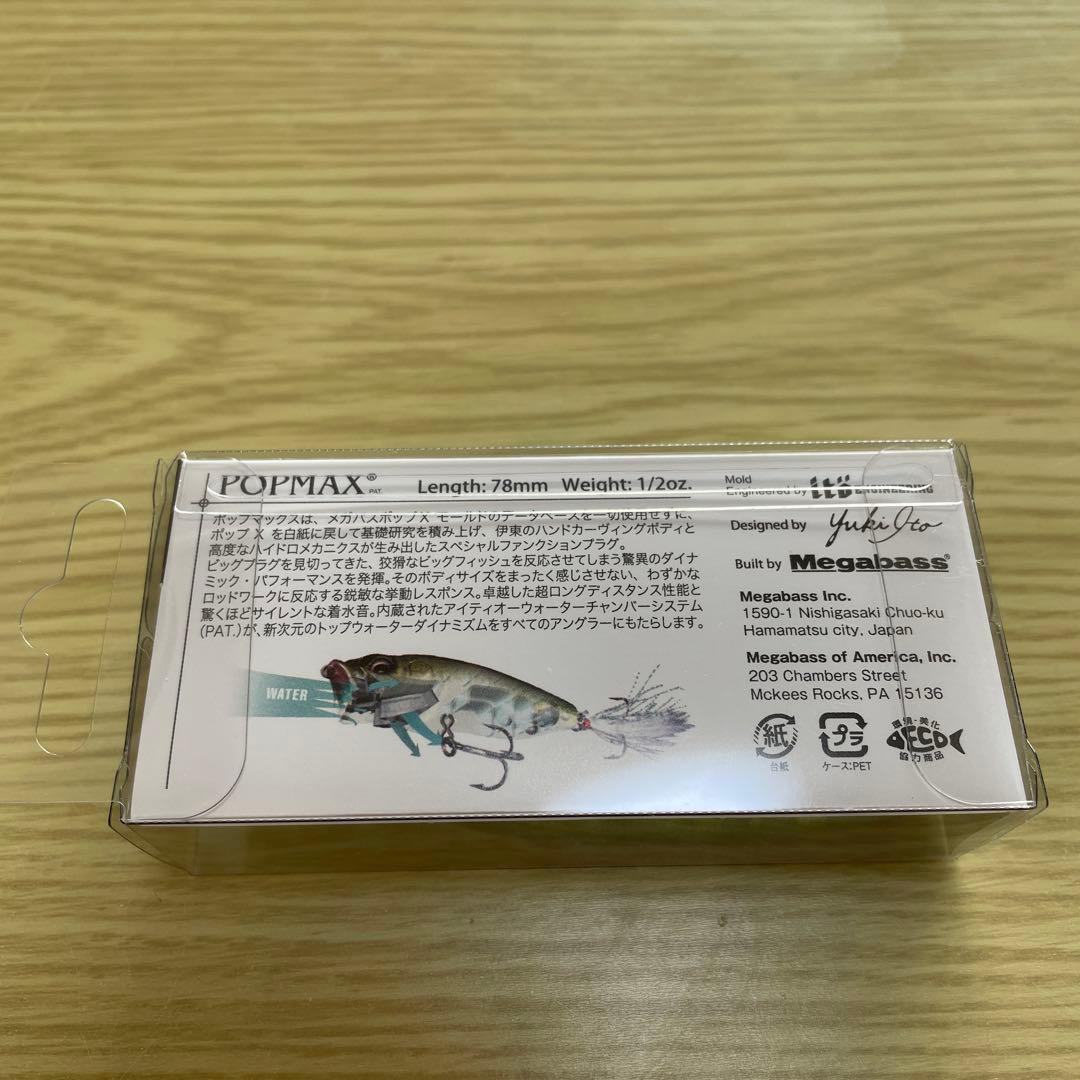 POPMAX® PAT. Length: 78mm Weight: 1/2oz.
ポップマックスは、メガバスポップX モールドのデータベースを一切使用せずに、
ポップ X を白紙に戻して基礎研究を積み上げ、伊東のハンドカーヴィングボディと
高度なハイドロメカニクスが生み出したスペシャルファンクションプラグ。
ビッグプラグを見切ってきた、狡猾なビッグフィッシュを反応させてしまう驚異のダイナ
ミック・パフォーマンスを発揮。そのボディサイズをまったく感じさせない、わずかな
ロッドワークに反応する鋭敏な挙動レスポンス。卓越した超ロングディスタンス性能と
驚くほどサイレントな着水音。内蔵されたアイティオーウォーターチャンバーシステム
(PAT.)が、新次元のトップウォーターダイナミズムをすべてのアングラーにもたらします。
WATER
Mold
Engineered by ITO ENGINEERING
Designed by Yuki Ito
Built by Megabass®
Megabass Inc.
1590-1 Nishigasaki Chuo-ku
Hamamatsu city, Japan
Megabass of America, Inc.
203 Chambers Street
Mckees Rocks, PA 15136
紙
台紙
プラ
ケース:PET
環境・美化
ECO
協力商品